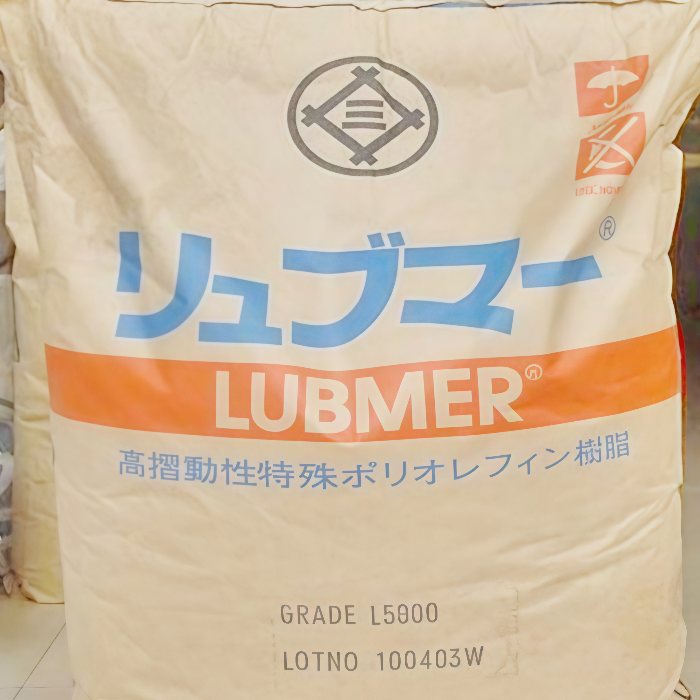 リュブマー®
LUBMER®
高摺動性特殊ポリオレフィン樹脂
GRADE L5000
LOTNO 100403W